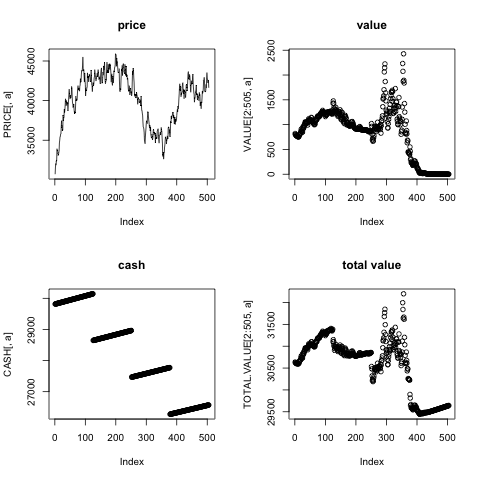 price
PRICE[, a]
35000 40000 45000
0 100 200 300 400 500
Index
value
VALUE[2:505, a]
0 500 1500 2500
0 100 200 300 400 500
Index
cash
CASH[, a]
27000 29000
0 100 200 300 400 500
Index
total value
TOTAL.VALUE[2:505, a]
29500 30500 31500
0 100 200 300 400 500
Index